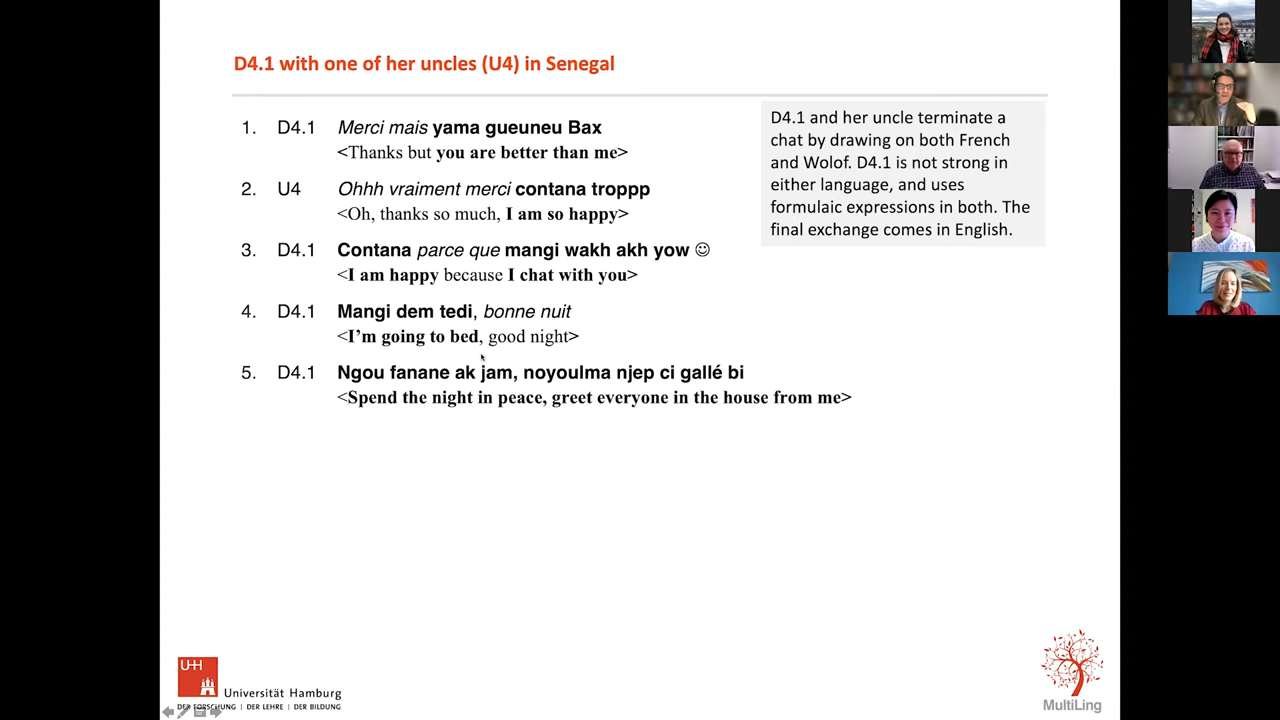 D4.1 with one of her uncles (U4) in Senegal
1. D4.1 Merci mais yama gueuneu Bax
<Thanks but you are better than me>
2. U4 Ohhh vraiment merci contana troppp
<Oh, thanks so much, I am so happy>
3. D4.1 Contana parce que mangi wakh akh yow ☺
<I am happy because I chat with you>
4. D4.1 Mangi dem tedi, bonne nuit
<I’m going to bed, good night>
5. D4.1 Ngou fanane ak jam, noyoulma njep ci gallé bi
<Spend the night in peace, greet everyone in the house from me>
D4.1 and her uncle terminate a
chat by drawing on both French
and Wolof. D4.1 is not strong in
either language, and uses
formulaic expressions in both. The
final exchange comes in English.
UH
Universität Hamburg
DER FORSCHUNG | DER LEHRE | DER BILDUNG
MultiLing